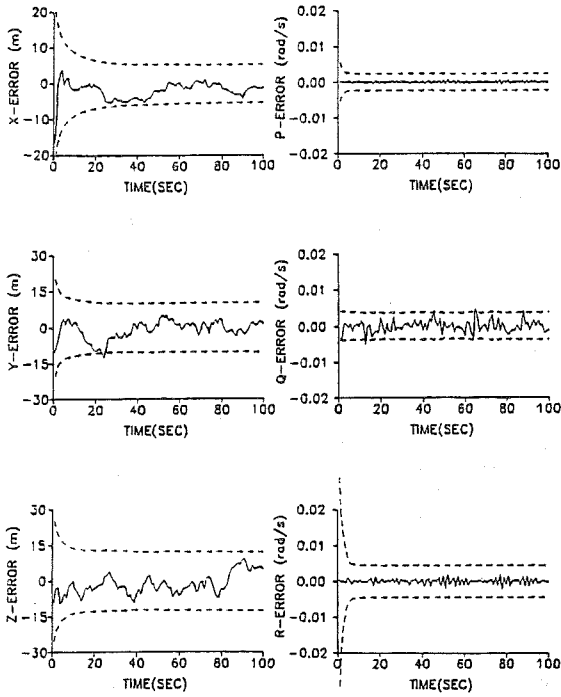 X-ERROR (m)
20
10
0
-10
-20
0 20 40 60 80 100
TIME(SEC)
P-ERROR (rad/s)
0.02
0.01
0.00
-0.01
-0.02
0 20 40 60 80 100
TIME(SEC)
Y-ERROR (m)
30
15
0
-15
-30
0 20 40 60 80 100
TIME(SEC)
Q-ERROR (rad/s)
0.02
0.01
0.00
-0.01
-0.02
0 20 40 60 80 100
TIME(SEC)
Z-ERROR (m)
30
15
0
-15
-30
0 20 40 60 80 100
TIME(SEC)
R-ERROR (rad/s)
0.02
0.01
0.00
-0.01
-0.02
0 20 40 60 80 100
TIME(SEC)